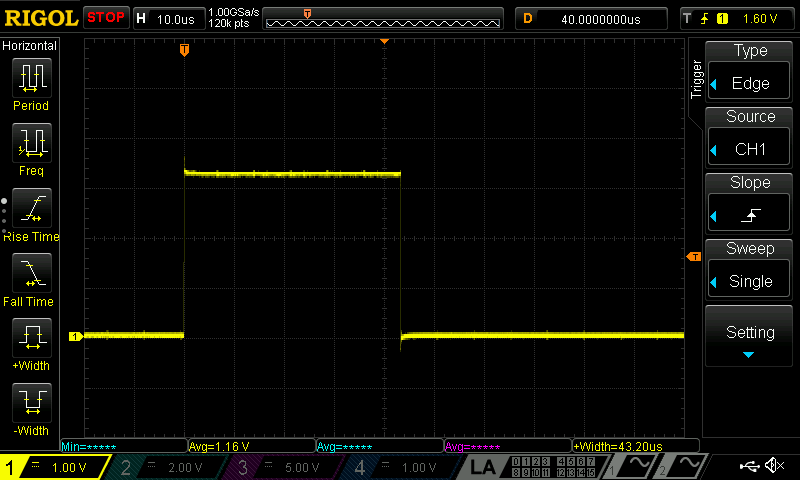 RIGOL STOP H 10.0us 1.00GSa/s 120k pts T D 40.0000000us T 1 1.60 V
Horizontal
Period
Freq
Rise Time
Fall Time
+Width
-Width
T
1
T
Trigger
Type
Edge
Source
CH1
Slope
Sweep
Single
Setting
Min=***** Avg=1.16 V Avg=***** Avg=***** +Width=43.20us
1 1.00 V 2 2.00 V 3 5.00 V 4 1.00 V LA 0 1 2 3 4 5 6 7 1 2
8 9 10 11 12 13 14 15